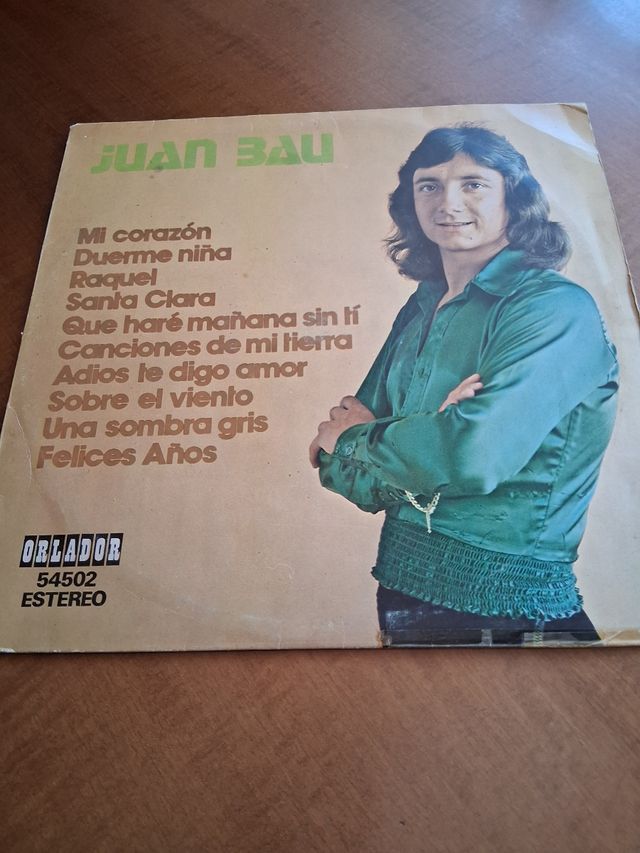 JUAN BAU
Mi corazón
Duerme niña
Raquel
Santa Clara
Que haré mañana sin tí
Canciones de mi tierra
Adios te digo amor
Sobre el viento
Una sombra gris
Felices Años
ORLADOR
54502
ESTEREO